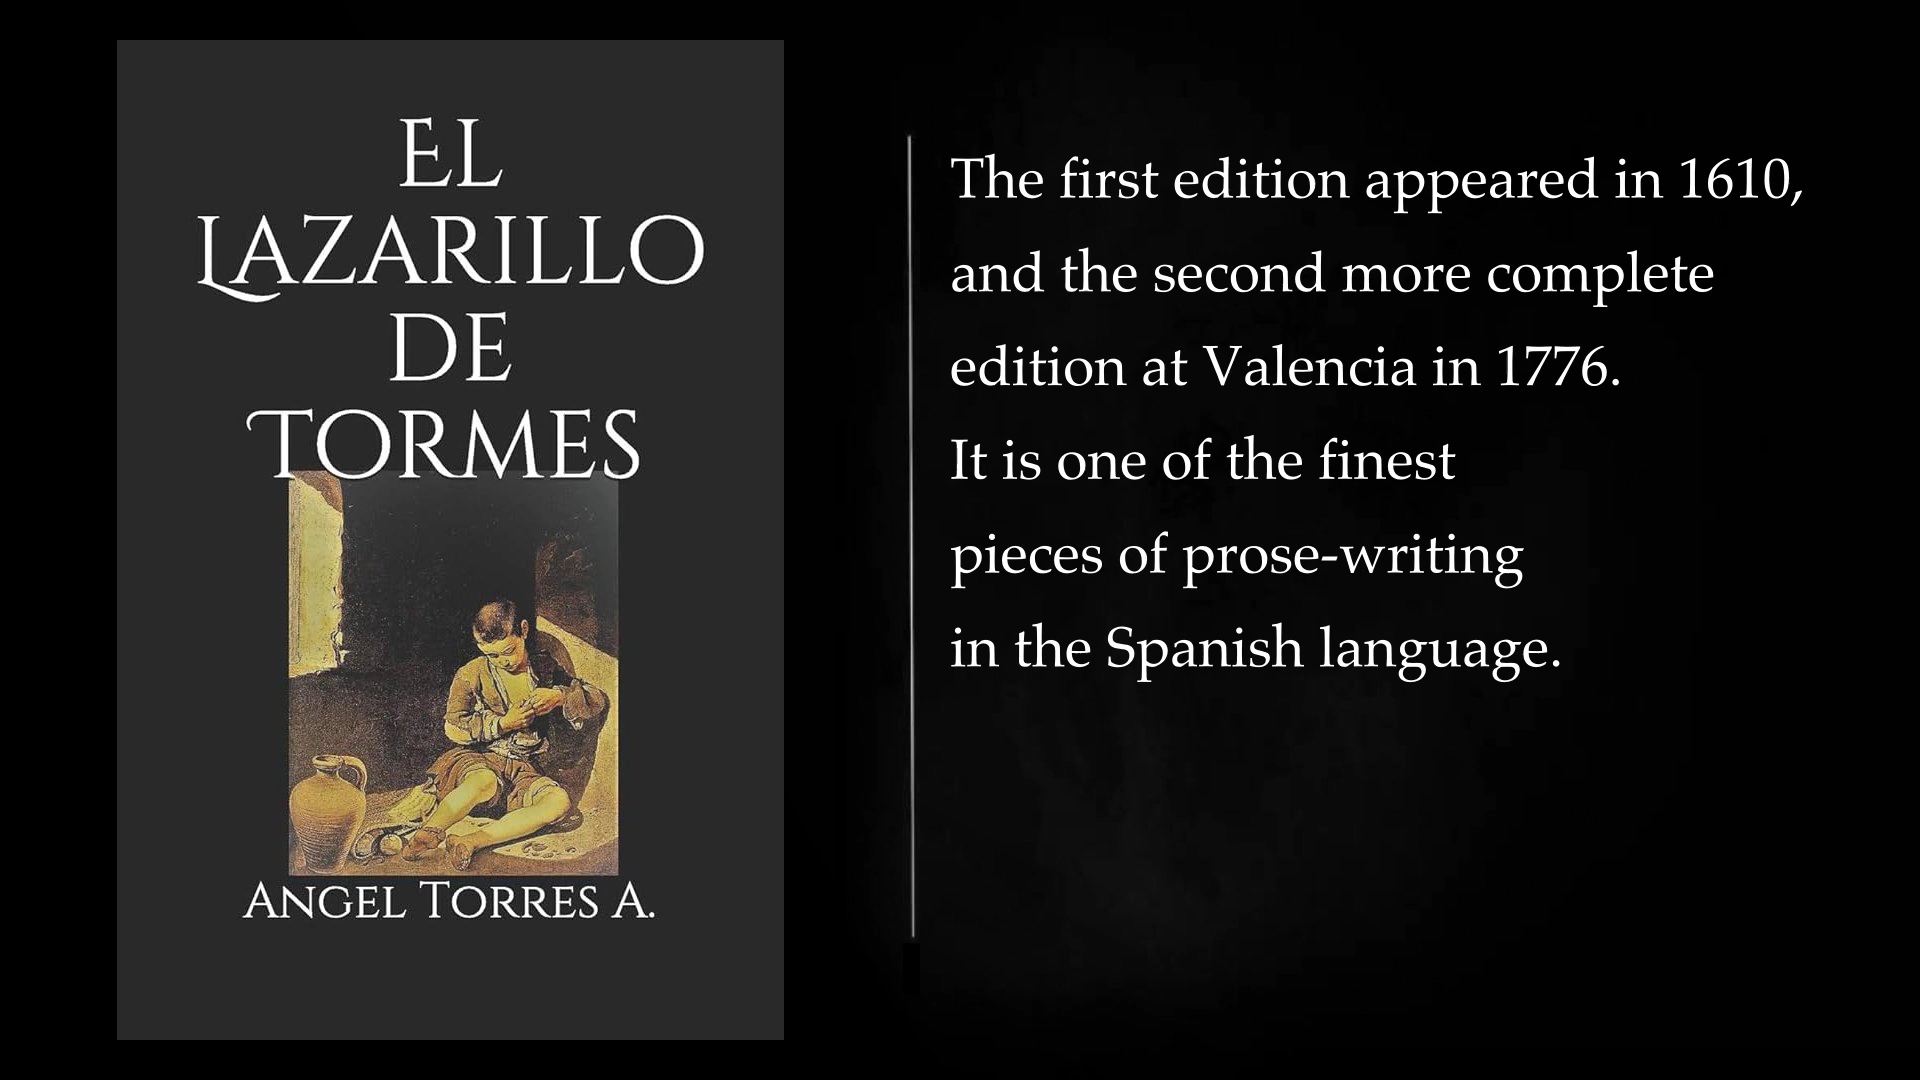 EL
LAZARILLO
DE
TORMES
ANGEL TORRES A.
The first edition appeared in 1610,
and the second more complete
edition at Valencia in 1776.
It is one of the finest
pieces of prose-writing
in the Spanish language.